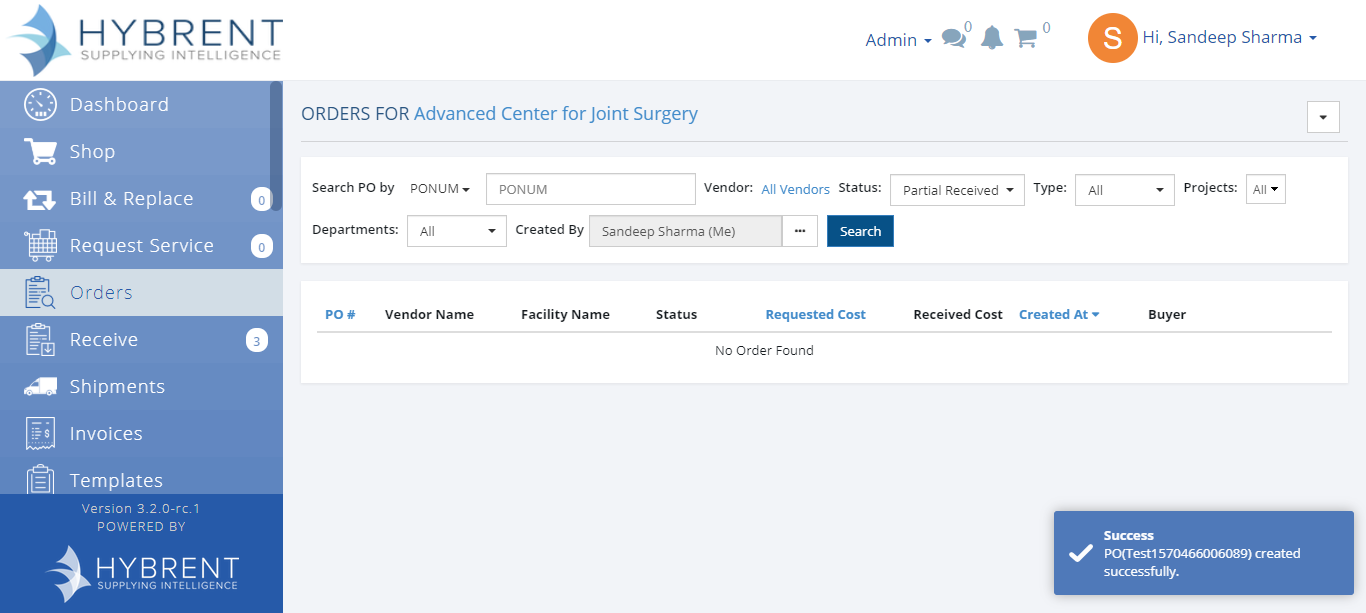 HYBRENT
SUPPLYING INTELLIGENCE
Admin 0 0 S Hi, Sandeep Sharma
Dashboard
Shop
Bill & Replace 0
Request Service 0
Orders
Receive 3
Shipments
Invoices
Templates
Version 3.2.0-rc.1
POWERED BY
HYBRENT
SUPPLYING INTELLIGENCE
ORDERS FOR Advanced Center for Joint Surgery
Search PO by PONUM PONUM Vendor: All Vendors Status: Partial Received Type: All Projects: All
Departments: All Created By Sandeep Sharma (Me) ... Search
PO # Vendor Name Facility Name Status Requested Cost Received Cost Created At Buyer
No Order Found
Success
PO(Test1570466006089) created
successfully.